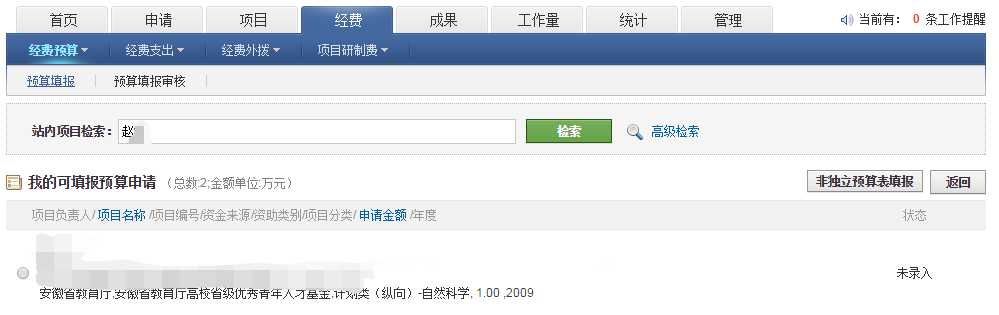 首页 申请 项目 经费 成果 工作量 统计 管理 当前有： 0 条工作提醒
经费预算 经费支出 经费外拨 项目研制费
预算填报 预算填报审核
站内项目检索： 赵 检索 高级检索
我的可填报预算申请 （总数:2;金额单位:万元） 非独立预算表填报 返回
项目负责人/ 项目名称 /项目编号/资金来源/资助类别/项目分类/ 申请金额 /年度 状态
未录入
安徽省教育厅,安徽省教育厅高校省级优秀青年人才基金,计划类（纵向）-自然科学, 1.00 ,2009